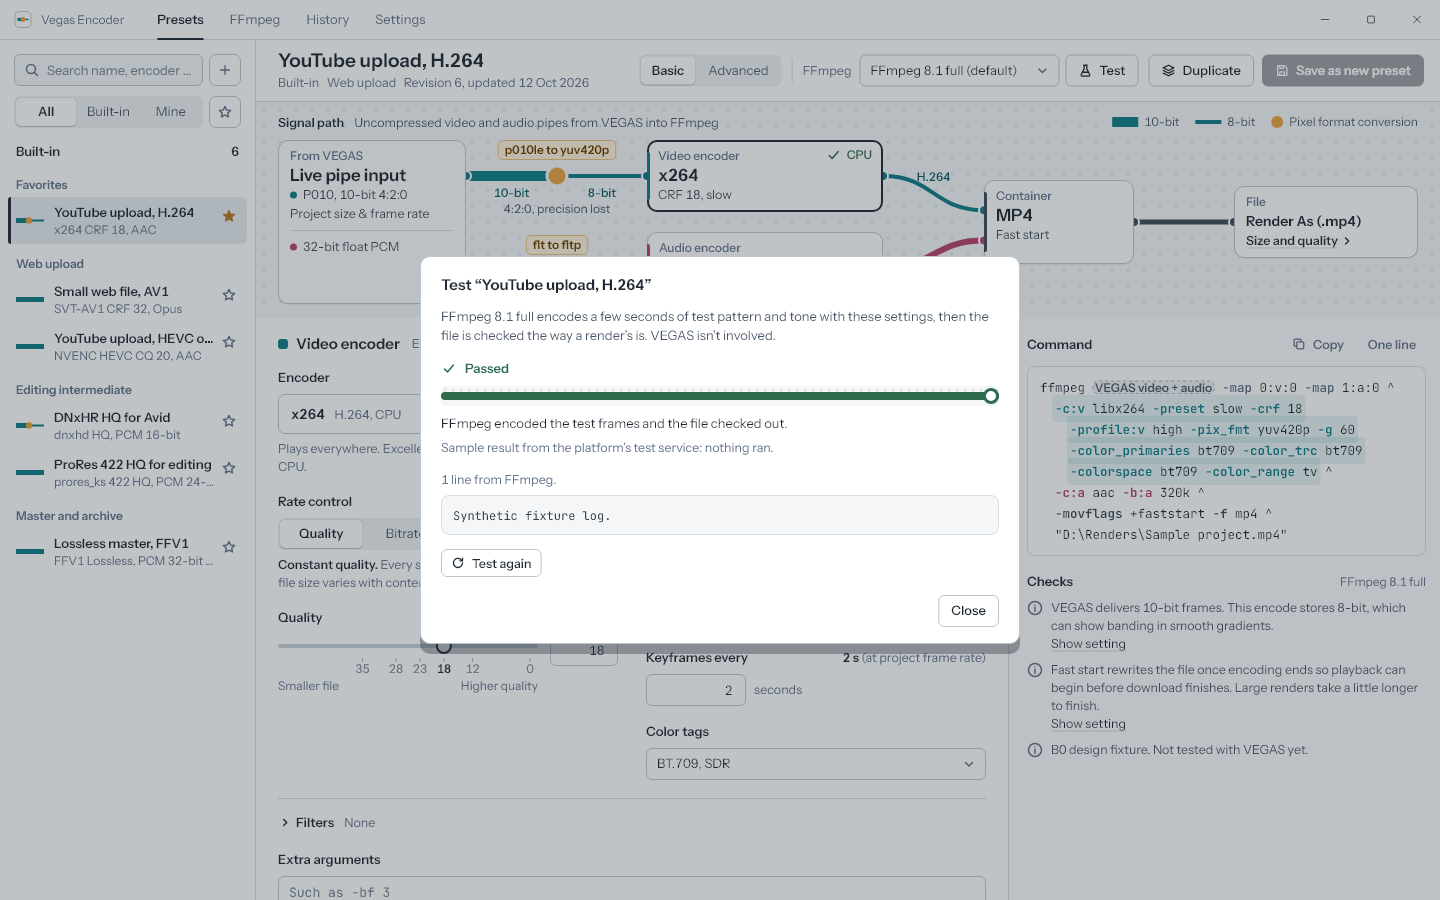 Vegas Encoder
Presets
FFmpeg
History
Settings
Search name, encoder ...
All
Built-in
Mine
Built-in
6
Favorites
YouTube upload, H.264
x264 CRF 18, AAC
Web upload
Small web file, AV1
SVT-AV1 CRF 32, Opus
YouTube upload, HEVC o...
NVENC HEVC CQ 20, AAC
Editing intermediate
DNxHR HQ for Avid
dnxhd HQ, PCM 16-bit
ProRes 422 HQ for editing
prores_ks 422 HQ, PCM 24-...
Master and archive
Lossless master, FFV1
FFV1 Lossless, PCM 32-bit ...
YouTube upload, H.264
Built-in Web upload Revision 6, updated 12 Oct 2026
Basic
Advanced
FFmpeg
FFmpeg 8.1 full (default)
Test
Duplicate
Save as new preset
Signal path Uncompressed video and audio pipes from VEGAS into FFmpeg
10-bit
8-bit
Pixel format conversion
From VEGAS
Live pipe input
P010, 10-bit 4:2:0
Project size & frame rate
32-bit float PCM
p010le to yuv420p
10-bit
8-bit
4:2:0, precision lost
flt to fltp
Video encoder
CPU
x264
CRF 18, slow
Audio encoder
H.264
Container
MP4
Fast start
File
Render As (.mp4)
Size and quality
Video encoder
Encoder
x264 H.264, CPU
Plays everywhere.
CPU.
Rate control
Quality
Constant quality. Every
file size varies with
Quality
35 28 23 18 12 0
Smaller file
Higher quality
18
Keyframes every
2 s (at project frame rate)
2
seconds
Color tags
BT.709, SDR
Filters None
Extra arguments
Such as -bf 3
Test “YouTube upload, H.264”
FFmpeg 8.1 full encodes a few seconds of test pattern and tone with these settings, then the
file is checked the way a render’s is. VEGAS isn’t involved.
Passed
FFmpeg encoded the test frames and the file checked out.
Sample result from the platform’s test service: nothing ran.
1 line from FFmpeg.
Synthetic fixture log.
Test again
Close
Command
Copy
One line
ffmpeg VEGAS video + audio -map 0:v:0 -map 1:a:0 ^
-c:v libx264 -preset slow -crf 18
-profile:v high -pix_fmt yuv420p -g 60
-color_primaries bt709 -color_trc bt709
-colorspace bt709 -color_range tv ^
-c:a aac -b:a 320k ^
-movflags +faststart -f mp4 ^
"D:\Renders\Sample project.mp4"
Checks
FFmpeg 8.1 full
VEGAS delivers 10-bit frames. This encode stores 8-bit, which
can show banding in smooth gradients.
Show setting
Fast start rewrites the file once encoding ends so playback can
begin before download finishes. Large renders take a little longer
to finish.
Show setting
B0 design fixture. Not tested with VEGAS yet.